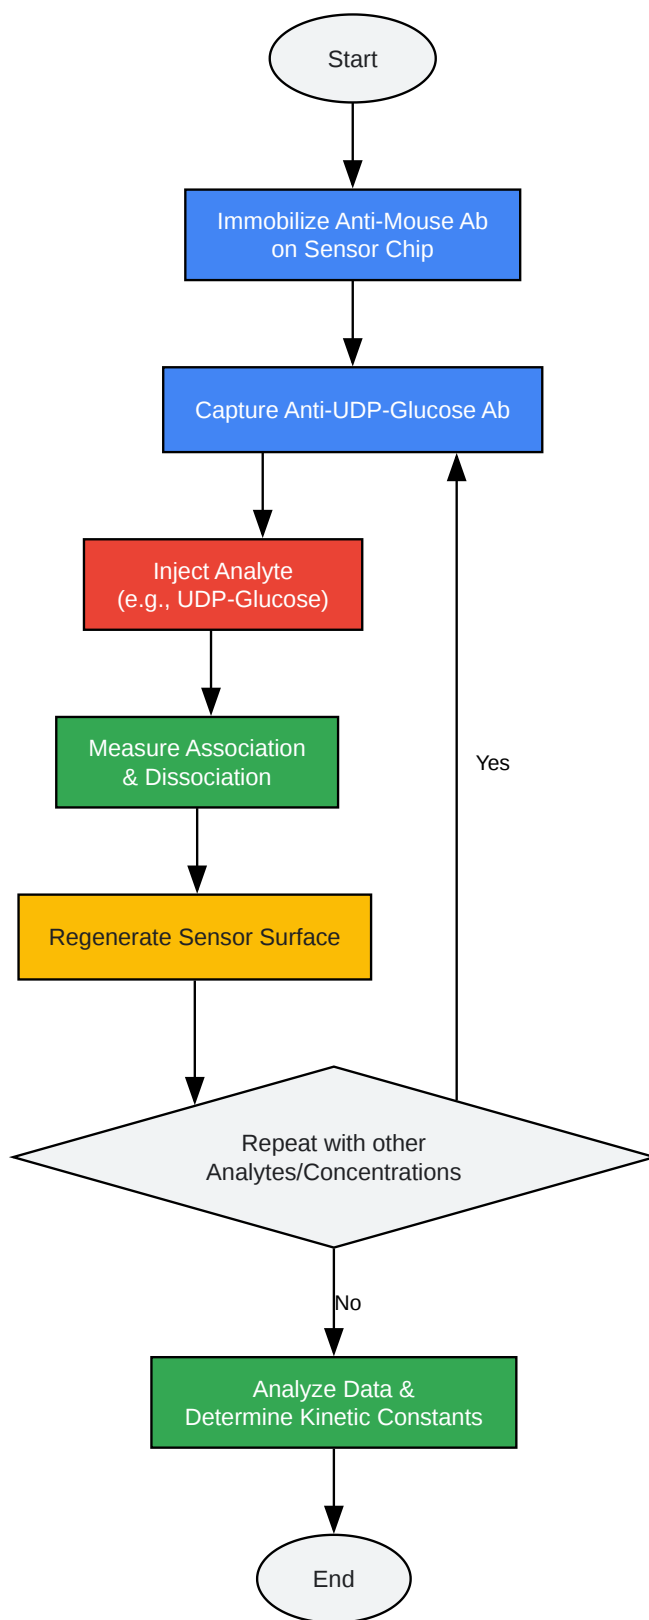 Start
Immobilize Anti-Mouse Ab
on Sensor Chip
Capture Anti-UDP-Glucose Ab
Inject Analyte
(e.g., UDP-Glucose)
Measure Association
& Dissociation
Yes
Regenerate Sensor Surface
Repeat with other
Analytes/Concentrations
No
Analyze Data &
Determine Kinetic Constants
End